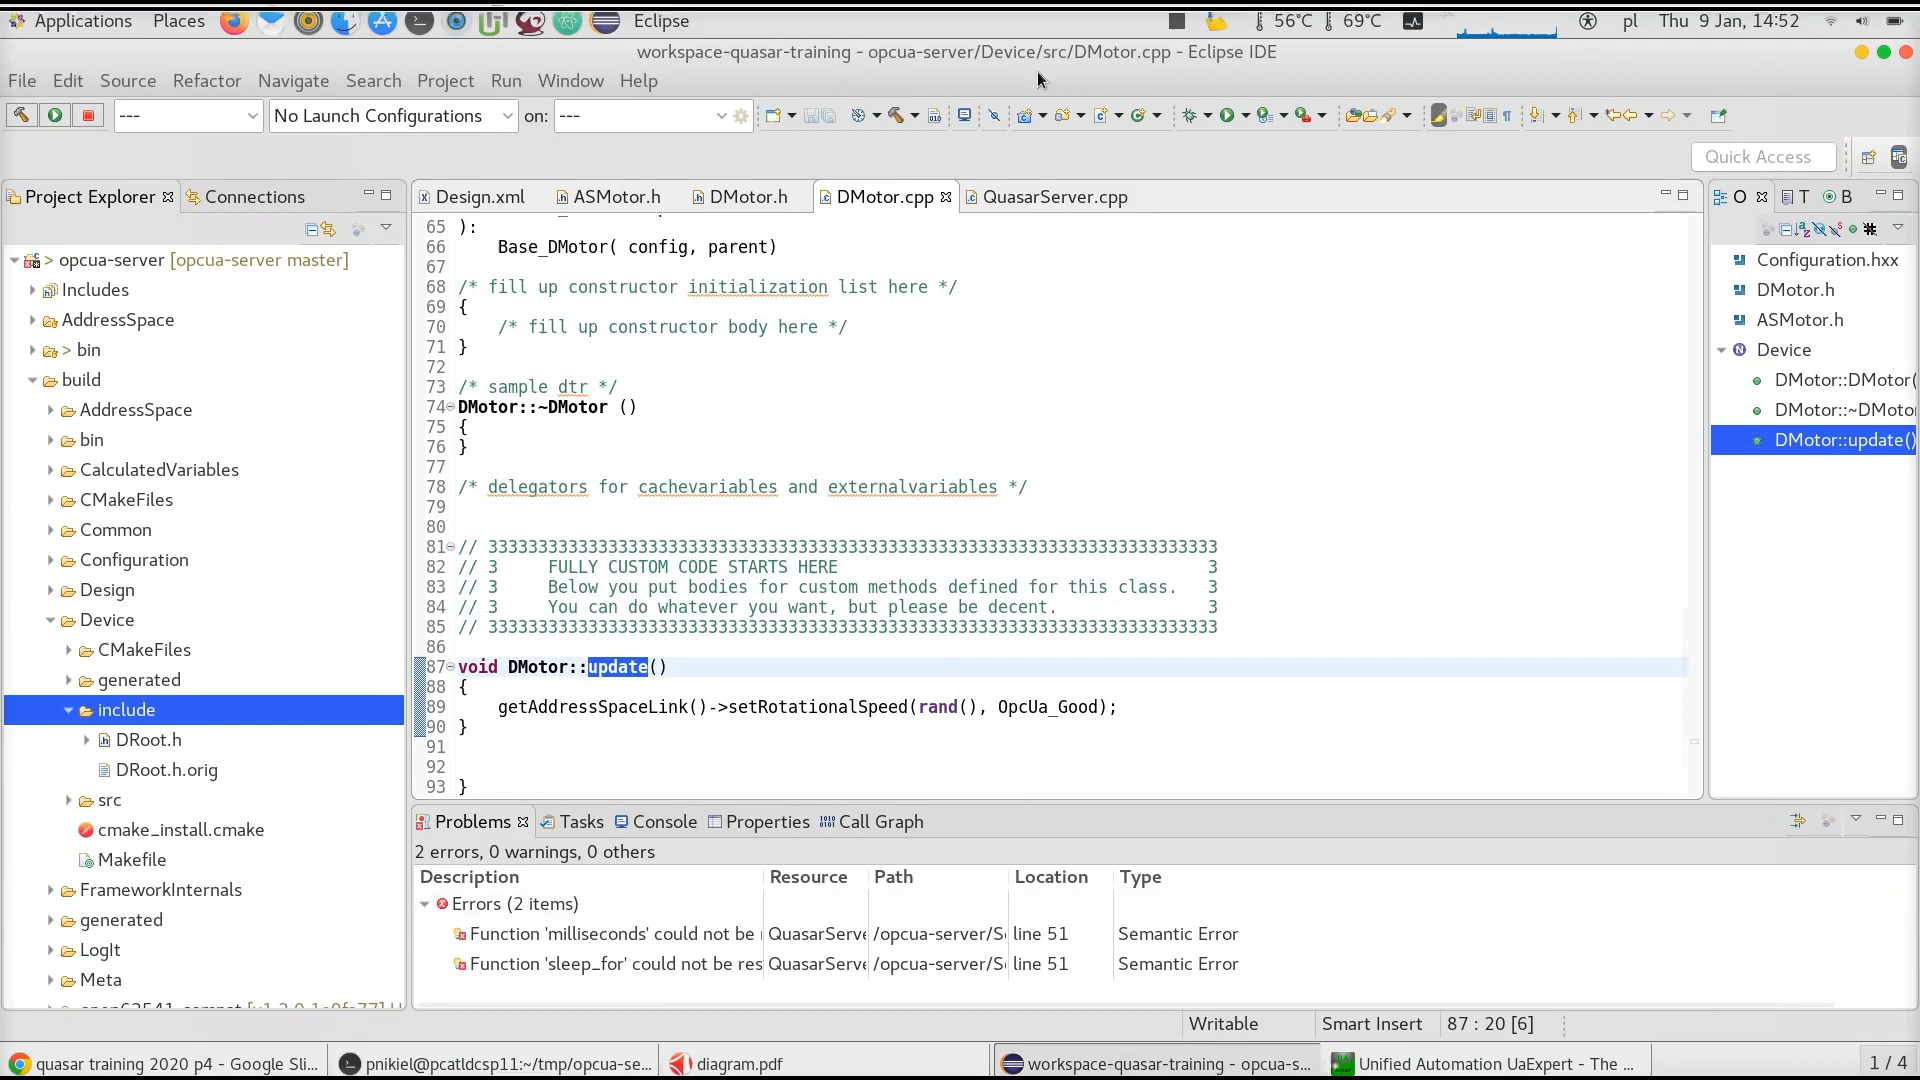 Applications Places Eclipse 56°C 69°C pl Thu 9 Jan, 14:52
workspace-quasar-training - opcua-server/Device/src/DMotor.cpp - Eclipse IDE
File Edit Source Refactor Navigate Search Project Run Window Help
--- No Launch Configurations on: ---
Quick Access
Project Explorer Connections
> opcua-server [opcua-server master]
Includes
AddressSpace
> bin
build
AddressSpace
bin
CalculatedVariables
CMakeFiles
Common
Configuration
Design
Device
CMakeFiles
generated
include
DRoot.h
DRoot.h.orig
src
cmake_install.cmake
Makefile
FrameworkInternals
generated
LogIt
Meta
Design.xml ASMotor.h DMotor.h DMotor.cpp QuasarServer.cpp
65 ):
66 Base_DMotor( config, parent)
67
68 /* fill up constructor initialization list here */
69 {
70 /* fill up constructor body here */
71 }
72
73 /* sample dtr */
74 DMotor::~DMotor ()
75 {
76 }
77
78 /* delegators for cachevariables and externalvariables */
79
80
81 // 3333333333333333333333333333333333333333333333333333333333333333333333333
82 // 3 FULLY CUSTOM CODE STARTS HERE 3
83 // 3 Below you put bodies for custom methods defined for this class. 3
84 // 3 You can do whatever you want, but please be decent. 3
85 // 3333333333333333333333333333333333333333333333333333333333333333333333333
86
87 void DMotor::update()
88 {
89 getAddressSpaceLink()->setRotationalSpeed(rand(), OpcUa_Good);
90 }
91
92
93 }
O T B
Configuration.hxx
DMotor.h
ASMotor.h
Device
DMotor::DMotor(
DMotor::~DMoto
DMotor::update()
Problems Tasks Console Properties Call Graph
2 errors, 0 warnings, 0 others
Description Resource Path Location Type
Errors (2 items)
Function 'milliseconds' could not be QuasarServe /opcua-server/S line 51 Semantic Error
Function 'sleep_for' could not be res QuasarServe /opcua-server/S line 51 Semantic Error
Writable Smart Insert 87 : 20 [6]
quasar training 2020 p4 - Google Sli... pnikiel@pcatldcsp11:~/tmp/opcua-se... diagram.pdf workspace-quasar-training - opcua-s... Unified Automation UaExpert - The ... 1 / 4